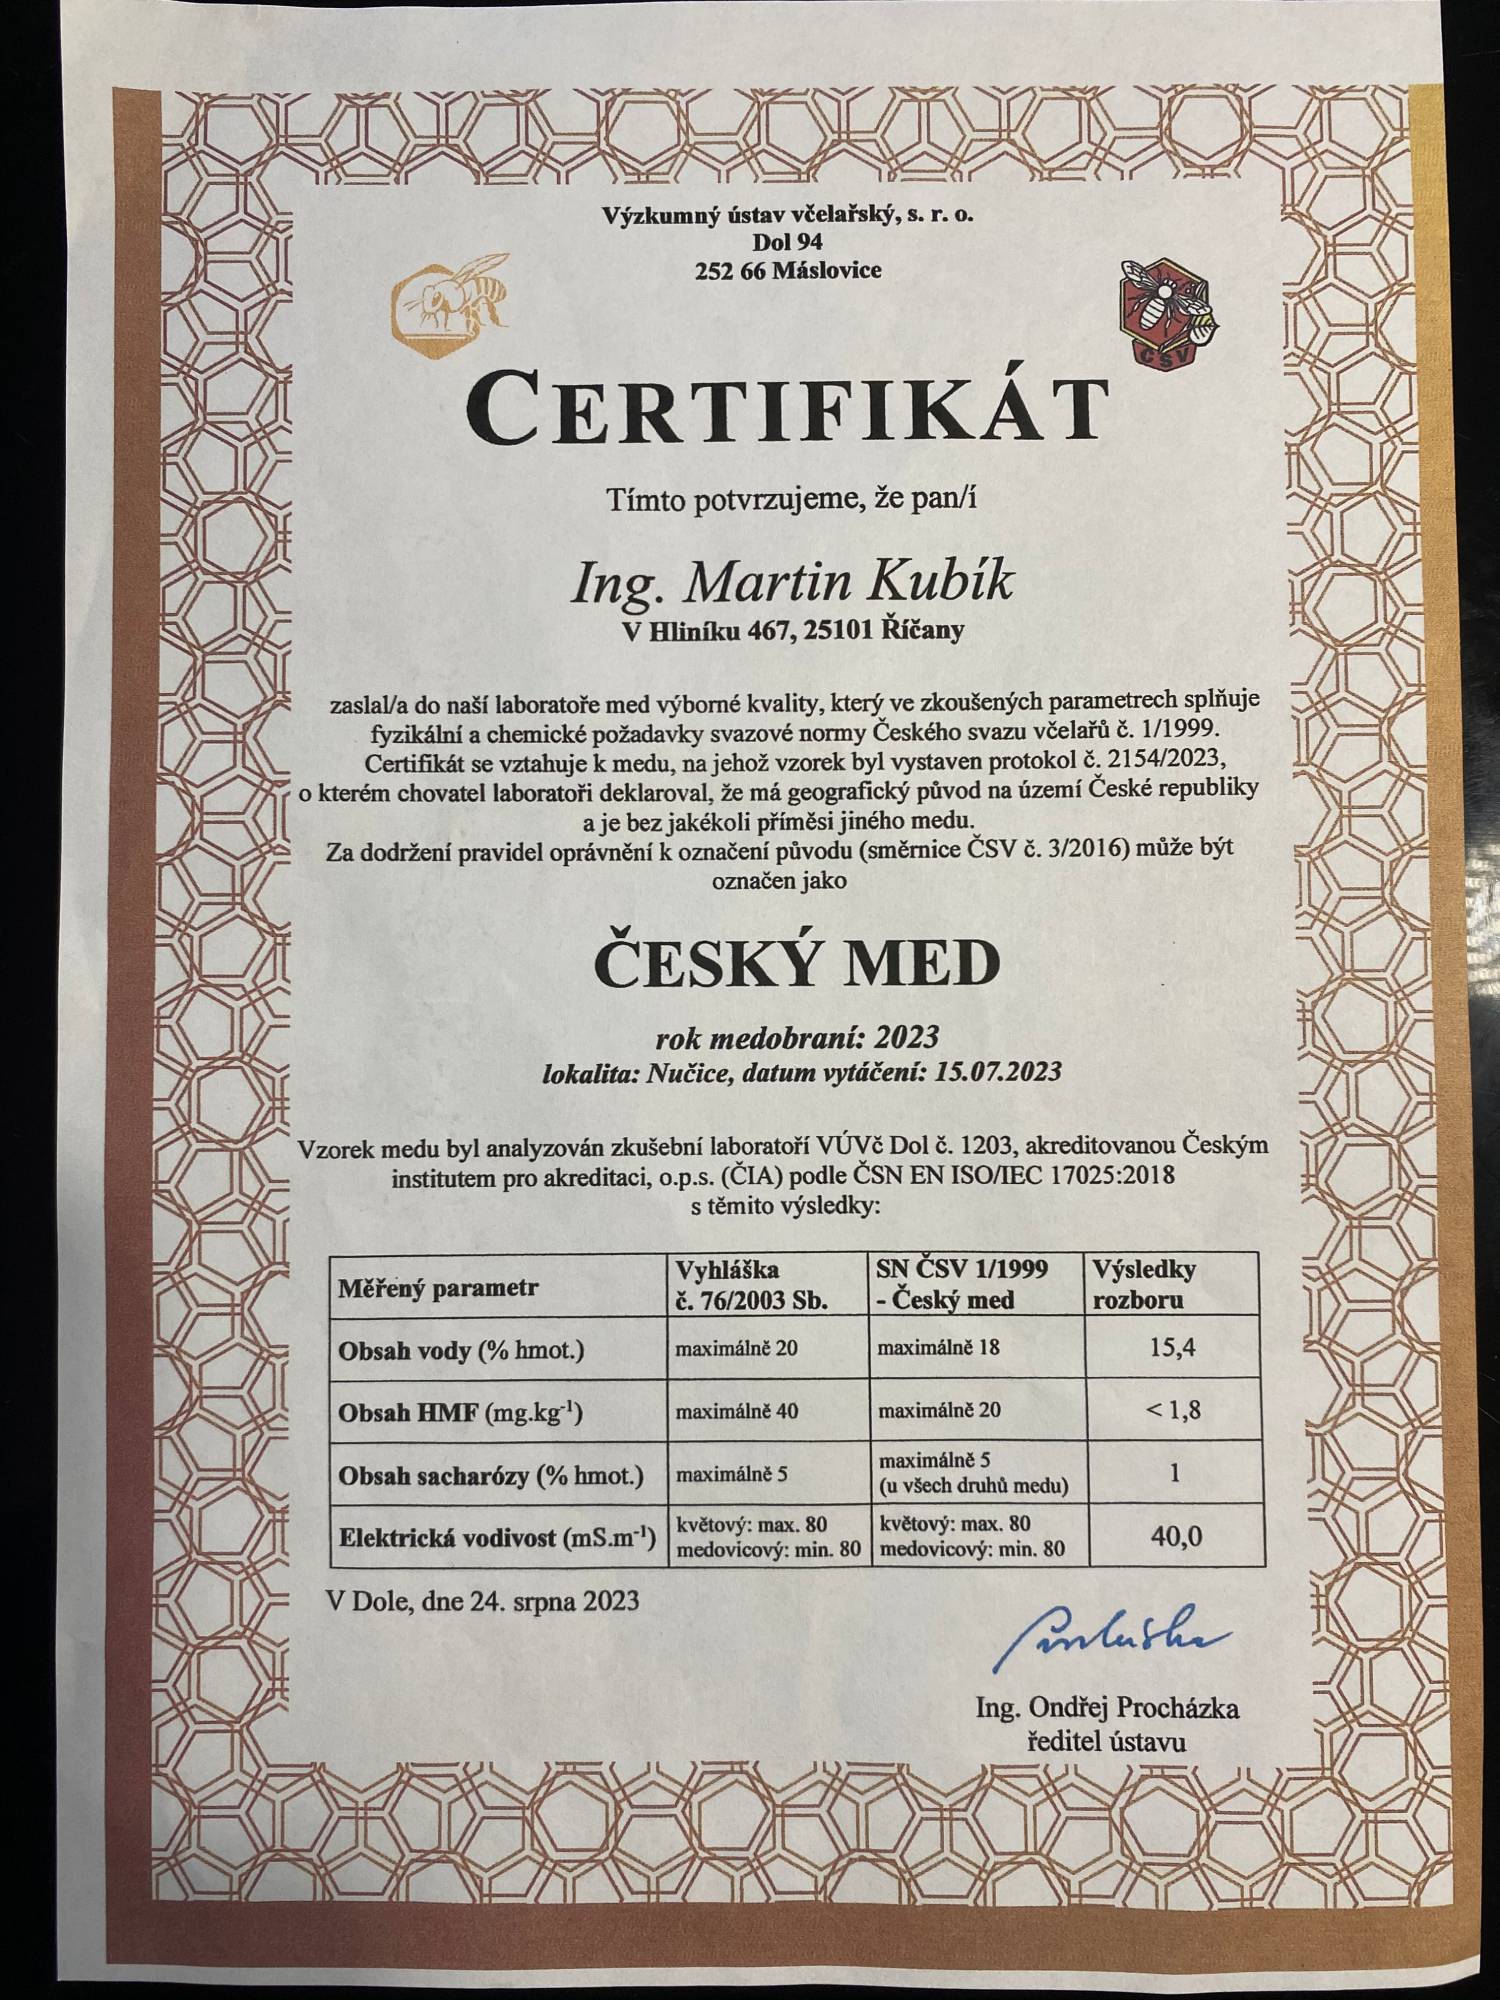 Výzkumný ústav včelařský, s. r. o.
Dol 94
252 66 Máslovice
ČSV
CERTIFIKÁT
Tímto potvrzujeme, že pan/í
Ing. Martin Kubík
V Hliníku 467, 25101 Říčany
zaslal/a do naší laboratoře med výborné kvality, který ve zkoušených parametrech splňuje
fyzikální a chemické požadavky svazové normy Českého svazu včelařů č. 1/1999.
Certifikát se vztahuje k medu, na jehož vzorek byl vystaven protokol č. 2154/2023,
o kterém chovatel laboratoři deklaroval, že má geografický původ na území České republiky
a je bez jakékoli příměsi jiného medu.
Za dodržení pravidel oprávnění k označení původu (směrnice ČSV č. 3/2016) může být
označen jako
ČESKÝ MED
rok medobraní: 2023
lokalita: Nučice, datum vytáčení: 15.07.2023
Vzorek medu byl analyzován zkušební laboratoří VÚVč Dol č. 1203, akreditovanou Českým
institutem pro akreditaci, o.p.s. (ČIA) podle ČSN EN ISO/IEC 17025:2018
s těmito výsledky:
Měřený parametr Vyhláška č. 76/2003 Sb. SN ČSV 1/1999 - Český med Výsledky rozboru
Obsah vody (% hmot.) maximálně 20 maximálně 18 15,4
Obsah HMF (mg.kg⁻¹) maximálně 40 maximálně 20 < 1,8
Obsah sacharózy (% hmot.) maximálně 5 maximálně 5 (u všech druhů medu) 1
Elektrická vodivost (mS.m⁻¹) květový: max. 80 medovicový: min. 80 květový: max. 80 medovicový: min. 80 40,0
V Dole, dne 24. srpna 2023
Ing. Ondřej Procházka
ředitel ústavu